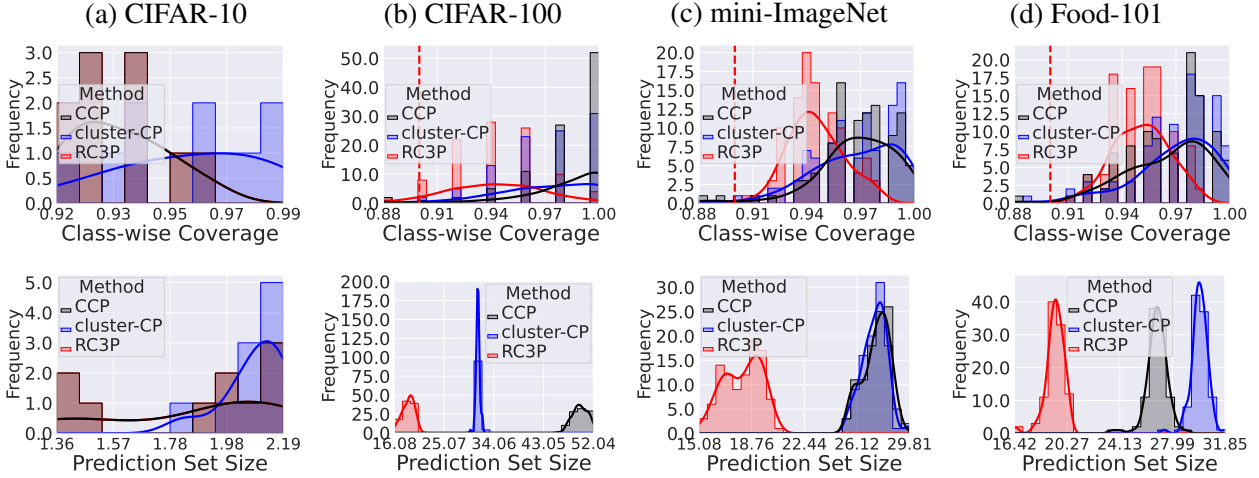 (a) CIFAR-10
(b) CIFAR-100
(c) mini-ImageNet
(d) Food-101
Frequency
3.0
2.5
2.0
1.5
1.0
0.5
0.0
Method
CCP
cluster-CP
RC3P
0.92 0.93 0.95 0.97 0.99
Class-wise Coverage
Frequency
50.0
40.0
30.0
20.0
10.0
0.0
Method
CCP
cluster-CP
RC3P
0.88 0.91 0.94 0.97 1.00
Class-wise Coverage
Frequency
20.0
17.5
15.0
12.5
10.0
7.5
5.0
2.5
0.0
Method
CCP
cluster-CP
RC3P
0.88 0.91 0.94 0.97 1.00
Class-wise Coverage
Frequency
20.0
17.5
15.0
12.5
10.0
7.5
5.0
2.5
0.0
Method
CCP
cluster-CP
RC3P
0.88 0.91 0.94 0.97 1.00
Class-wise Coverage
Frequency
5.0
4.0
3.0
2.0
1.0
0.0
Method
CCP
cluster-CP
RC3P
1.36 1.57 1.78 1.98 2.19
Prediction Set Size
Frequency
200.0
175.0
150.0
125.0
100.0
75.0
50.0
25.0
0.0
Method
CCP
cluster-CP
RC3P
16.08 25.07 34.06 43.05 52.04
Prediction Set Size
Frequency
30.0
25.0
20.0
15.0
10.0
5.0
0.0
Method
CCP
cluster-CP
RC3P
15.08 18.76 22.44 26.12 29.81
Prediction Set Size
Frequency
40.0
30.0
20.0
10.0
0.0
Method
CCP
cluster-CP
RC3P
16.42 20.27 24.13 27.99 31.85
Prediction Set Size